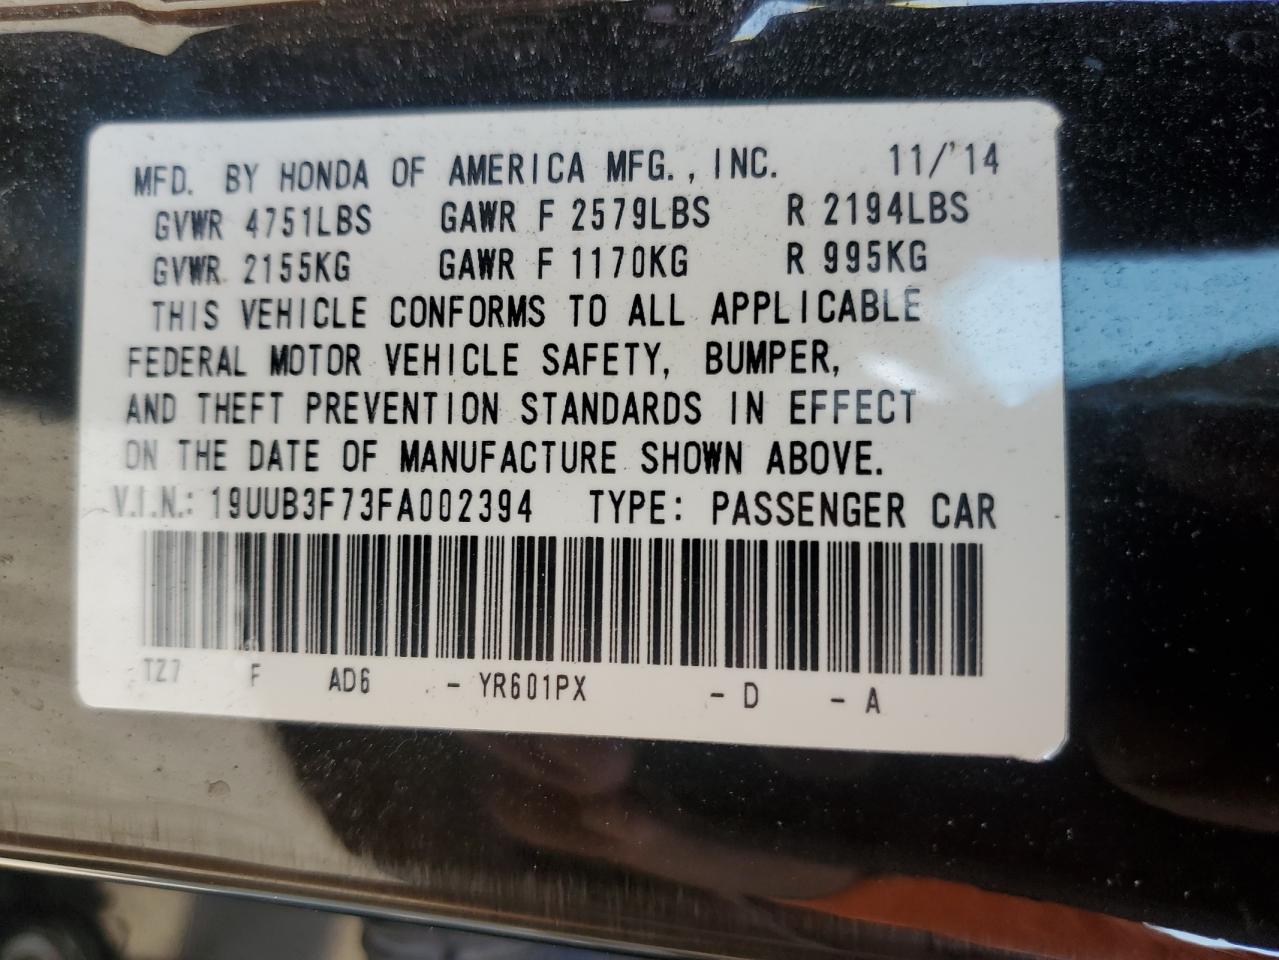 MFD. BY HONDA OF AMERICA MFG., INC. 11/'14
GVWR 4751LBS GAWR F 2579LBS R 2194LBS
GVWR 2155KG GAWR F 1170KG R 995KG
THIS VEHICLE CONFORMS TO ALL APPLICABLE
FEDERAL MOTOR VEHICLE SAFETY, BUMPER,
AND THEFT PREVENTION STANDARDS IN EFFECT
ON THE DATE OF MANUFACTURE SHOWN ABOVE.
V.I.N.: 19UUB3F73FA002394 TYPE: PASSENGER CAR
TZ7 F AD6 - YR601PX - D - A